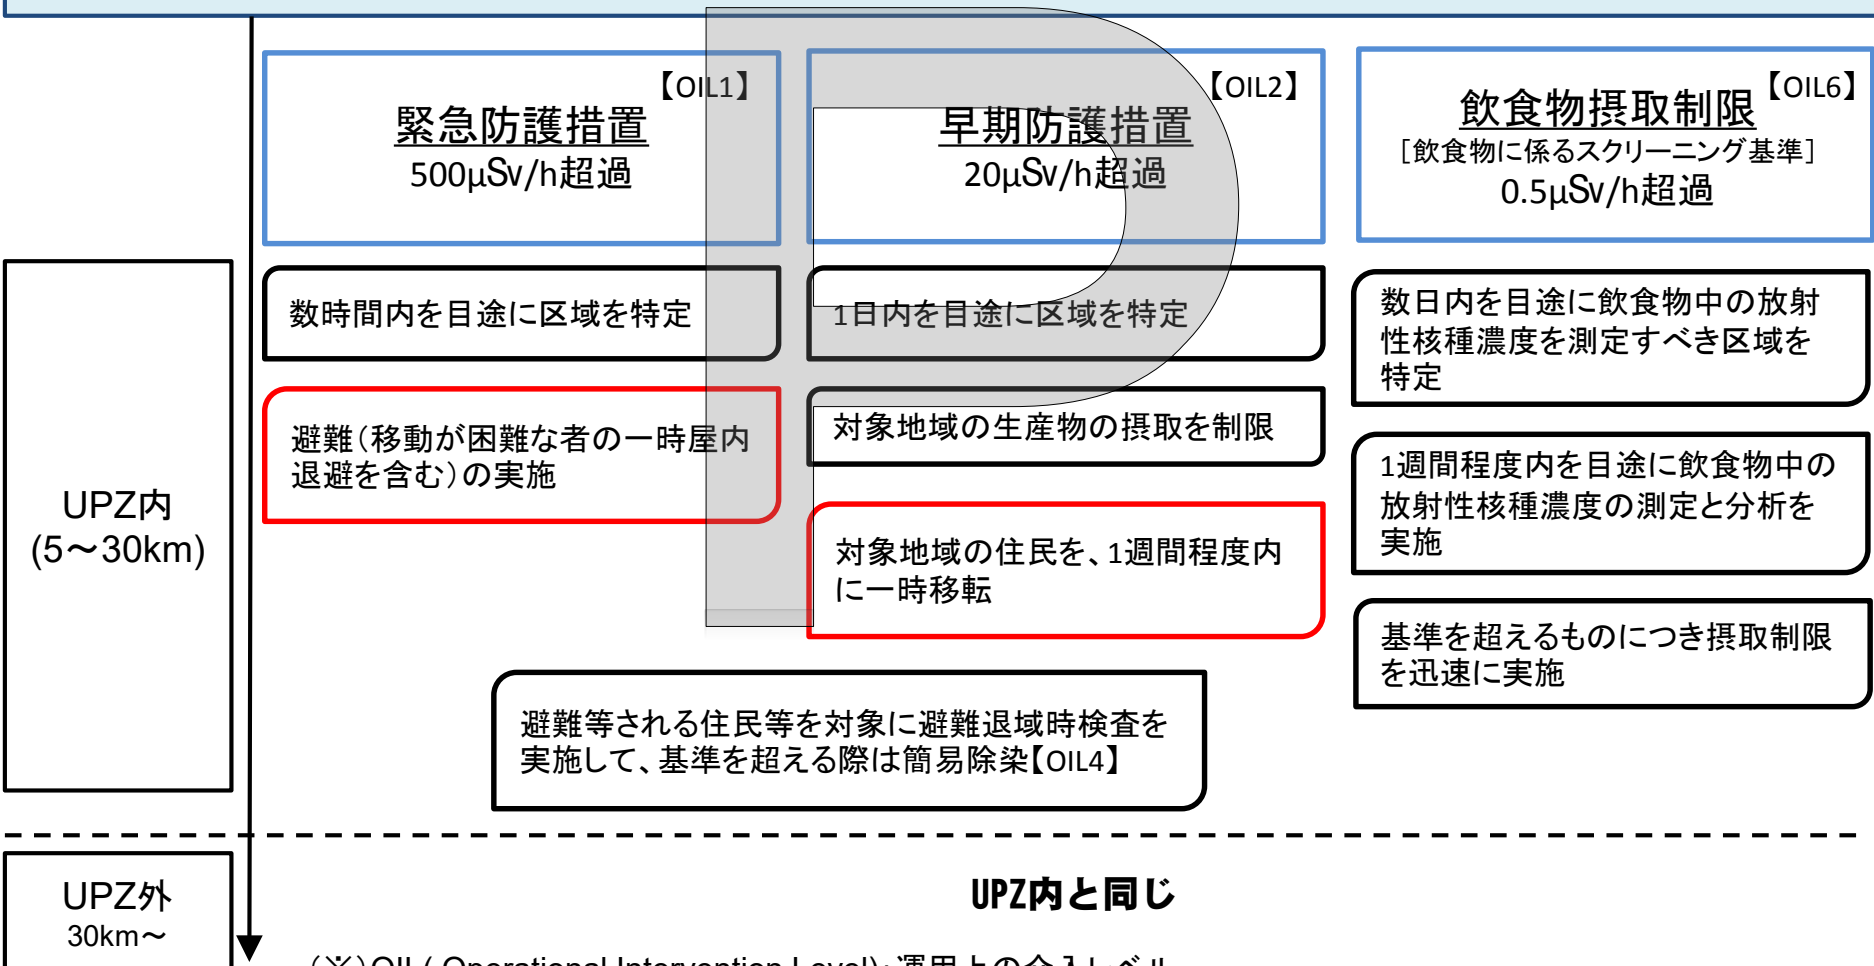 【OIL1】
緊急防護措置
500μSv/h超過
【OIL2】
早期防護措置
20μSv/h超過
【OIL6】
飲食物摂取制限
[飲食物に係るスクリーニング基準]
0.5μSv/h超過
UPZ内
(5～30km)
数時間内を目途に区域を特定
避難(移動が困難な者の一時屋内
退避を含む)の実施
1日内を目途に区域を特定
対象地域の生産物の摂取を制限
対象地域の住民を、1週間程度内
に一時移転
数日内を目途に飲食物中の放射
性核種濃度を測定すべき区域を
特定
1週間程度内を目途に飲食物中の
放射性核種濃度の測定と分析を
実施
基準を超えるものにつき摂取制限
を迅速に実施
避難等される住民等を対象に避難退域時検査を
実施して、基準を超える際は簡易除染【OIL4】
UPZ外
30km～
UPZ内と同じ
(※)OIL( Operational Intervention Level):運用上の介入レベル
P